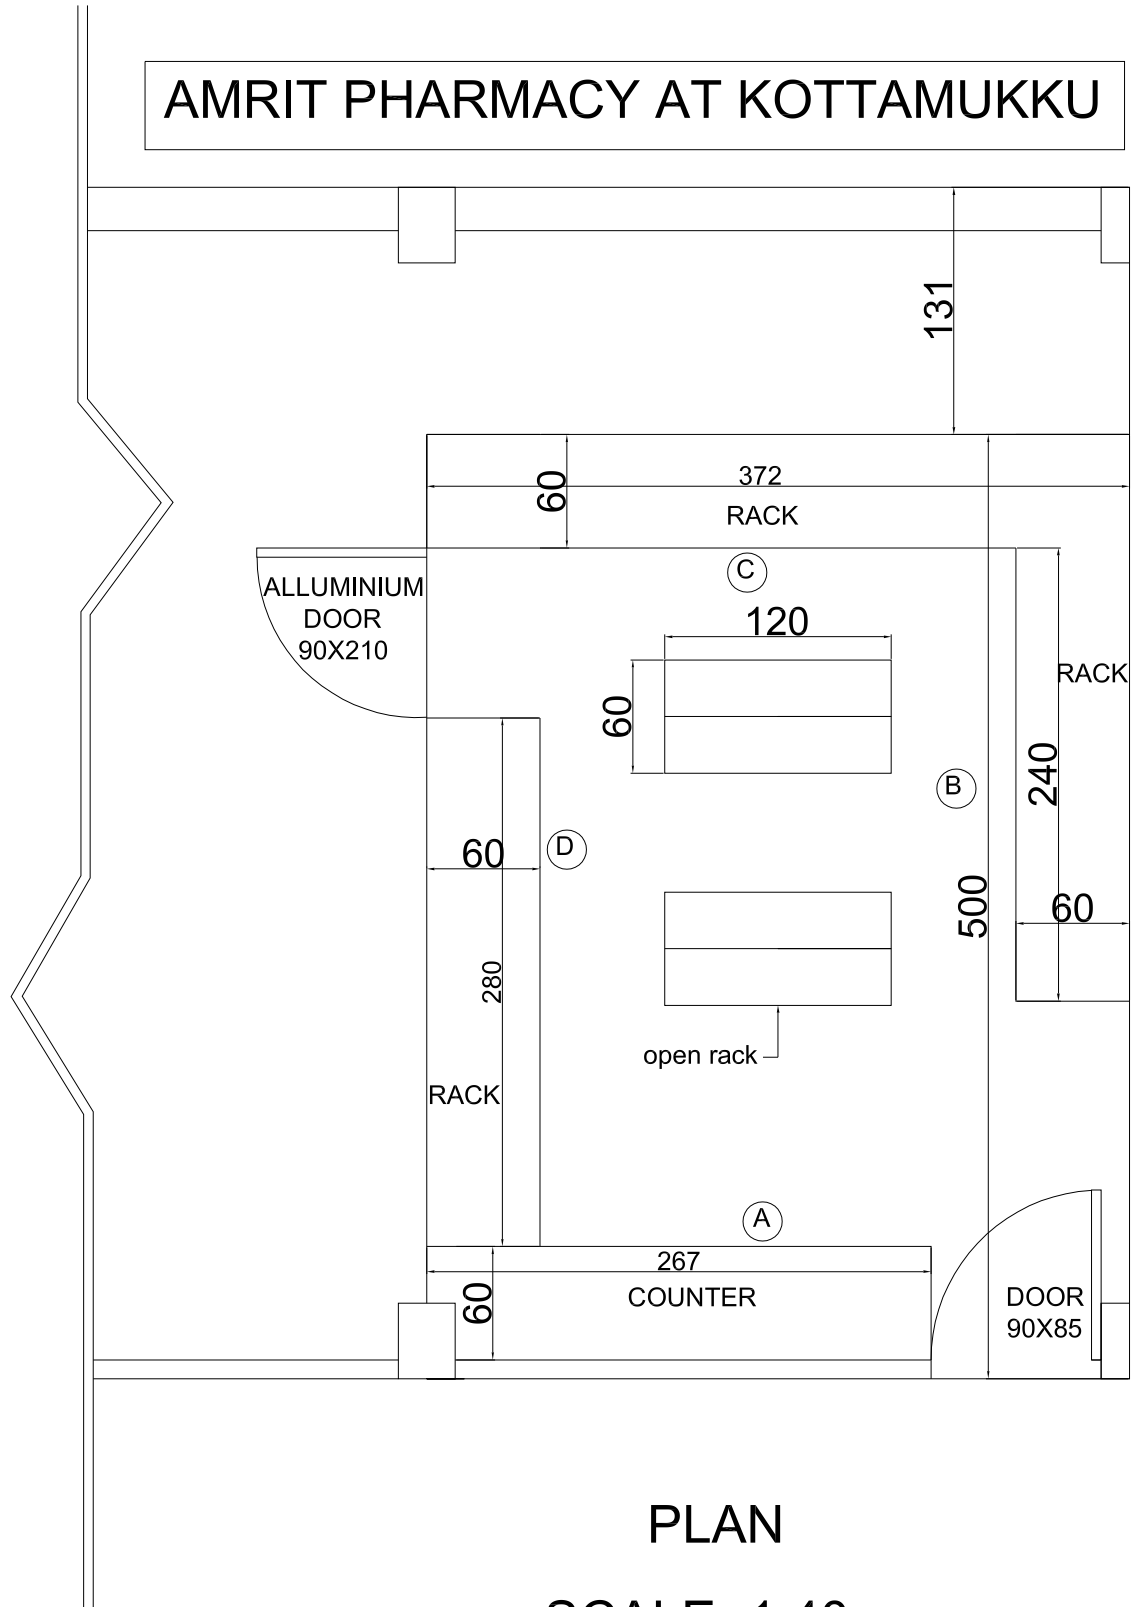 AMRIT PHARMACY AT KOTTAMUKKU
131
60
372
RACK
C
ALLUMINIUM
DOOR
90X210
120
60
RACK
240
B
60
D
500
60
280
open rack
RACK
A
267
60
COUNTER
DOOR
90X85
PLAN